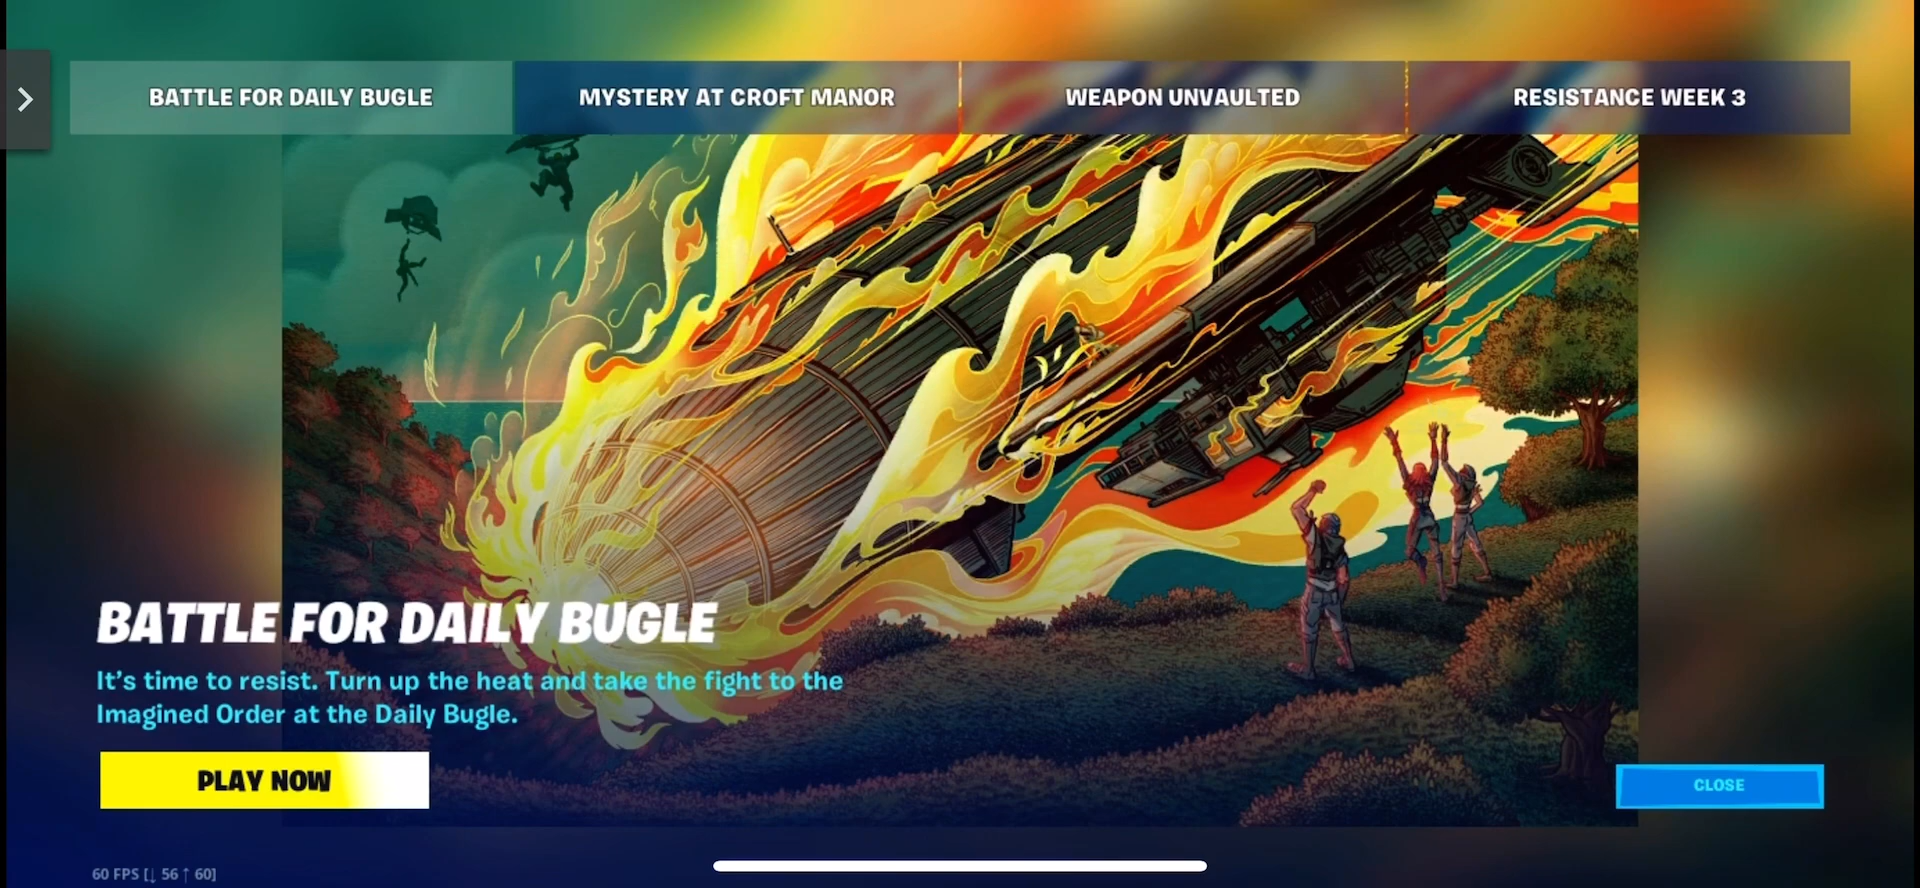 BATTLE FOR DAILY BUGLE
MYSTERY AT CROFT MANOR
WEAPON UNVAULTED
RESISTANCE WEEK 3
BATTLE FOR DAILY BUGLE
It's time to resist. Turn up the heat and take the fight to the
Imagined Order at the Daily Bugle.
PLAY NOW
CLOSE
60 FPS [↓ 56 ↑ 60]